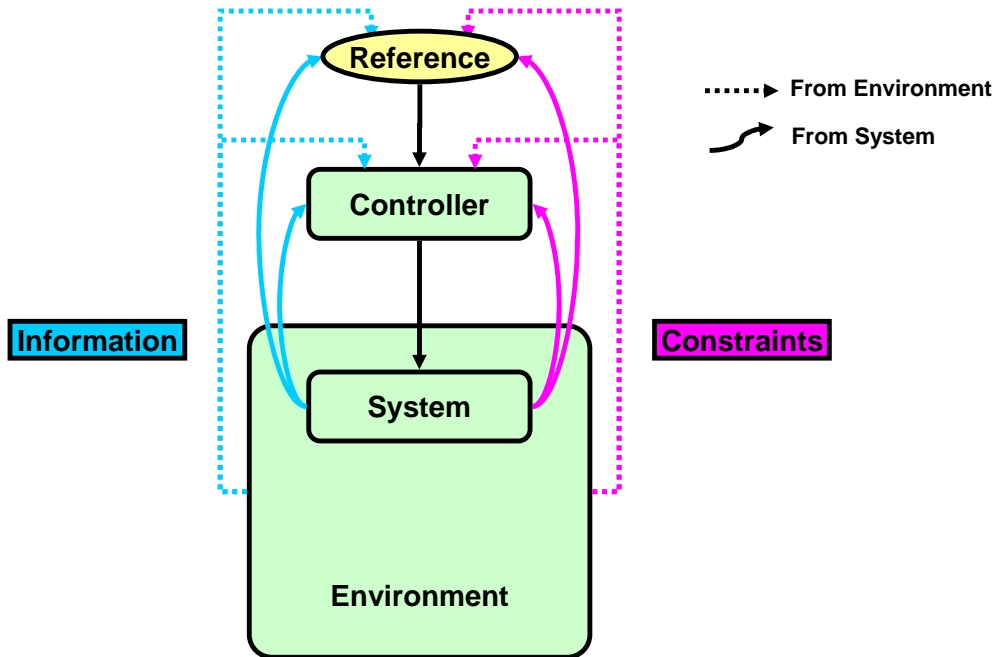 Reference
From Environment
From System
Controller
Information
Constraints
System
Environment